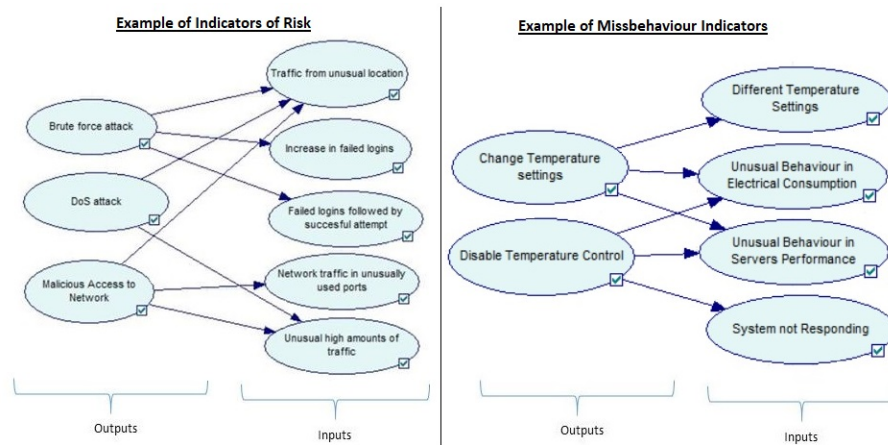 Example of Indicators of Risk
Traffic from unusual location
Brute force attack
Increase in failed logins
DoS attack
Failed logins followed by
succesful attempt
Malicious Access to
Network
Network traffic in unusually
used ports
Unusual high amounts of
traffic
Outputs
Inputs
Example of Missbehaviour Indicators
Different Temperature
Settings
Change Temperature
settings
Unusual Behaviour in
Electrical Consumption
Disable Temperature Control
Unusual Behaviour in
Servers Performance
System not Responding
Outputs
Inputs